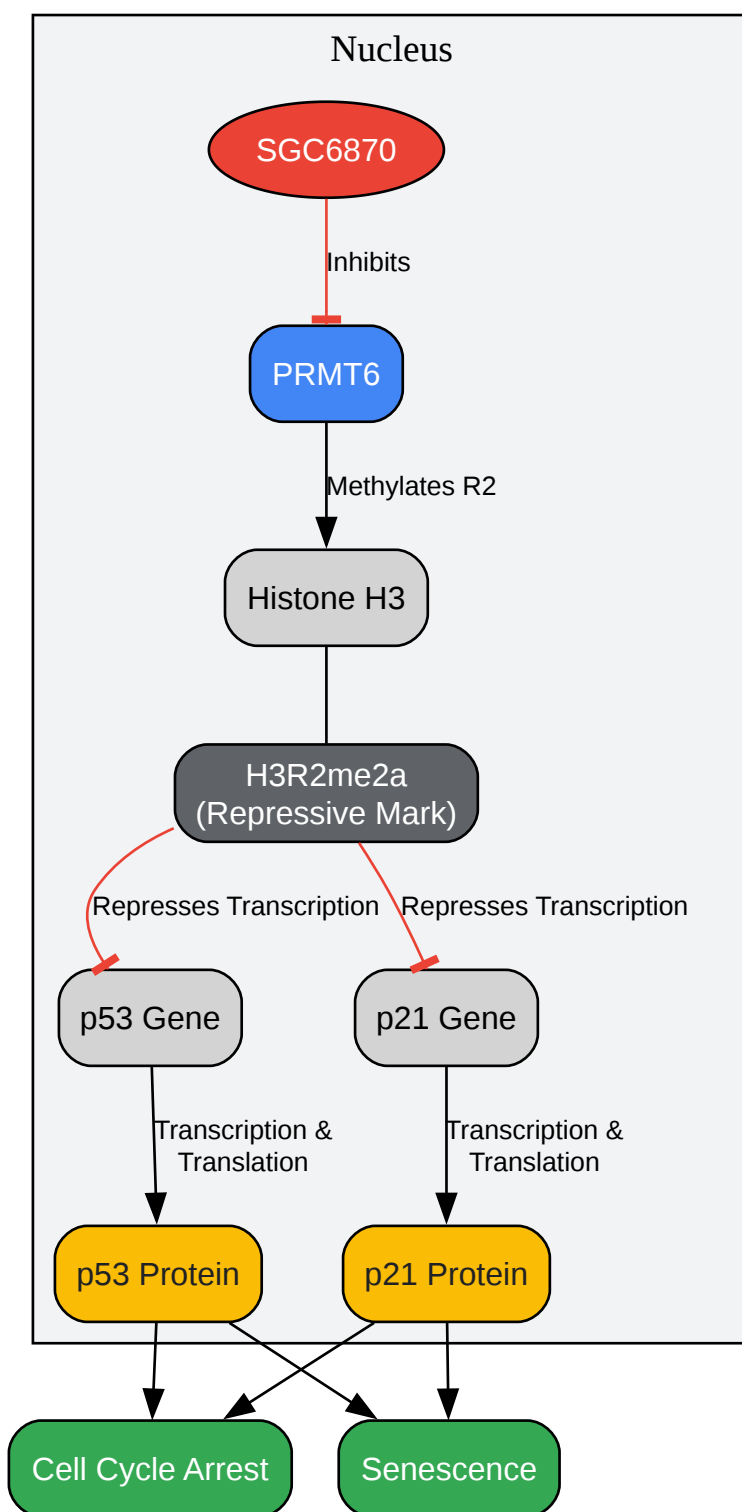 Nucleus
SGC6870
Inhibits
PRMT6
Methylates R2
Histone H3
H3R2me2a
(Repressive Mark)
Represses Transcription
Represses Transcription
p53 Gene
p21 Gene
Transcription &
Translation
Transcription &
Translation
p53 Protein
p21 Protein
Cell Cycle Arrest
Senescence